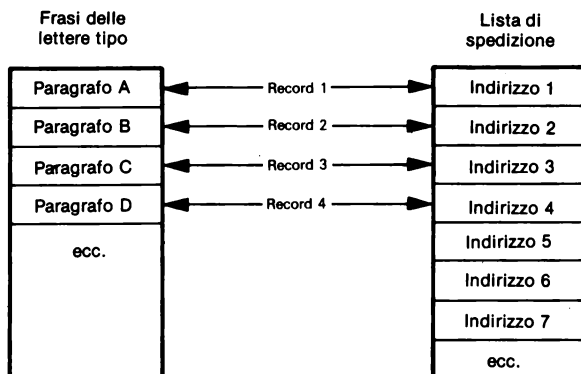 Frasi delle
lettere tipo
Lista di
spedizione
Paragrafo A
Record 1
Indirizzo 1
Paragrafo B
Record 2
Indirizzo 2
Paragrafo C
Record 3
Indirizzo 3
Paragrafo D
Record 4
Indirizzo 4
ecc.
Indirizzo 5
Indirizzo 6
Indirizzo 7
ecc.